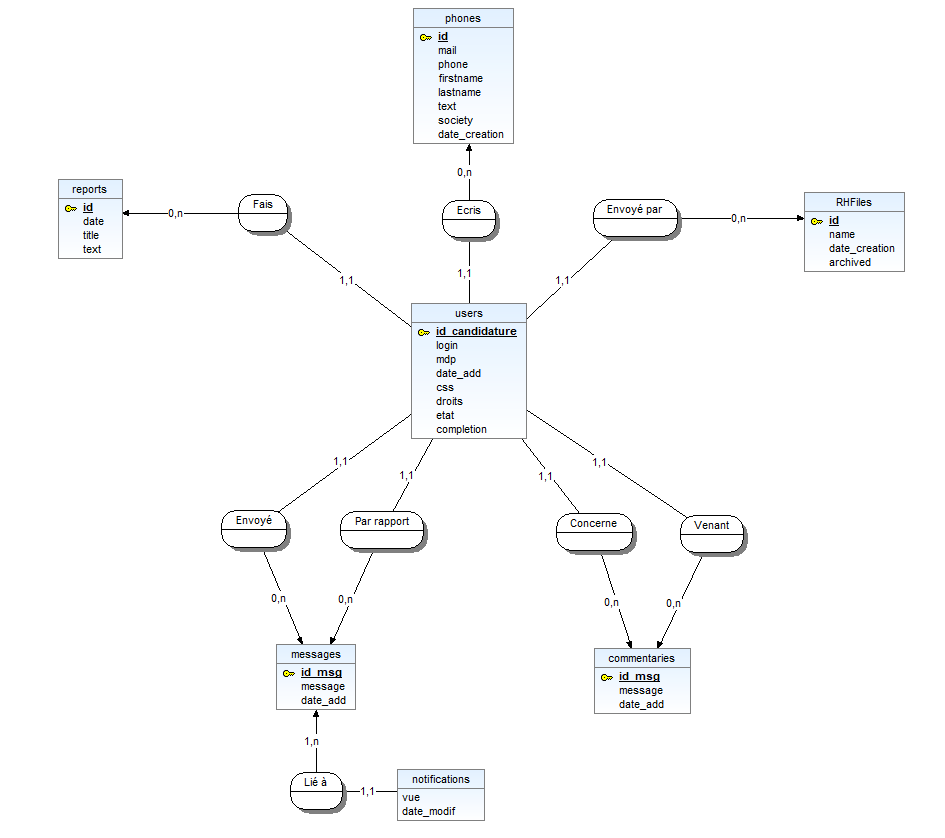 phones
id
mail
phone
firstname
lastname
text
society
date_creation
0,n
reports
id
date
title
text
0,n
Fais
Ecris
Envoyé par
0,n
RHFiles
id
name
date_creation
archived
1,1
1,1
1,1
users
id_candidature
login
mdp
date_add
css
droits
etat
completion
1,1
1,1
1,1
1,1
Envoyé
Par rapport
Concerne
Venant
0,n
0,n
0,n
0,n
messages
id_msg
message
date_add
commentaries
id_msg
message
date_add
1,n
Lié à
1,1
notifications
vue
date_modif